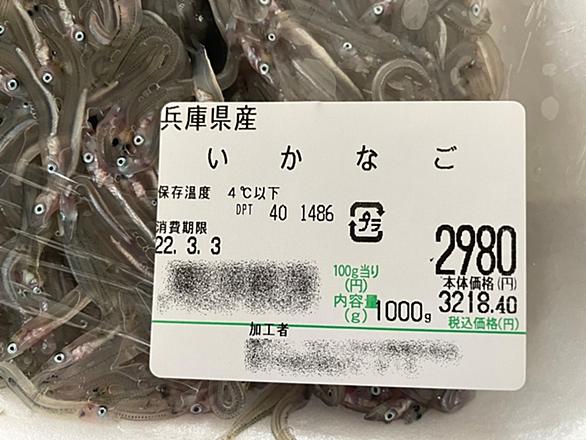 兵庫県産
いかなご
保存温度 4℃以下
DPT 40 1486
プラ
消費期限
22.3.3
2980
本体価格(円)
100g当り
(円)
3218.40
内容量
(g)
1000g
税込価格(円)
加工者